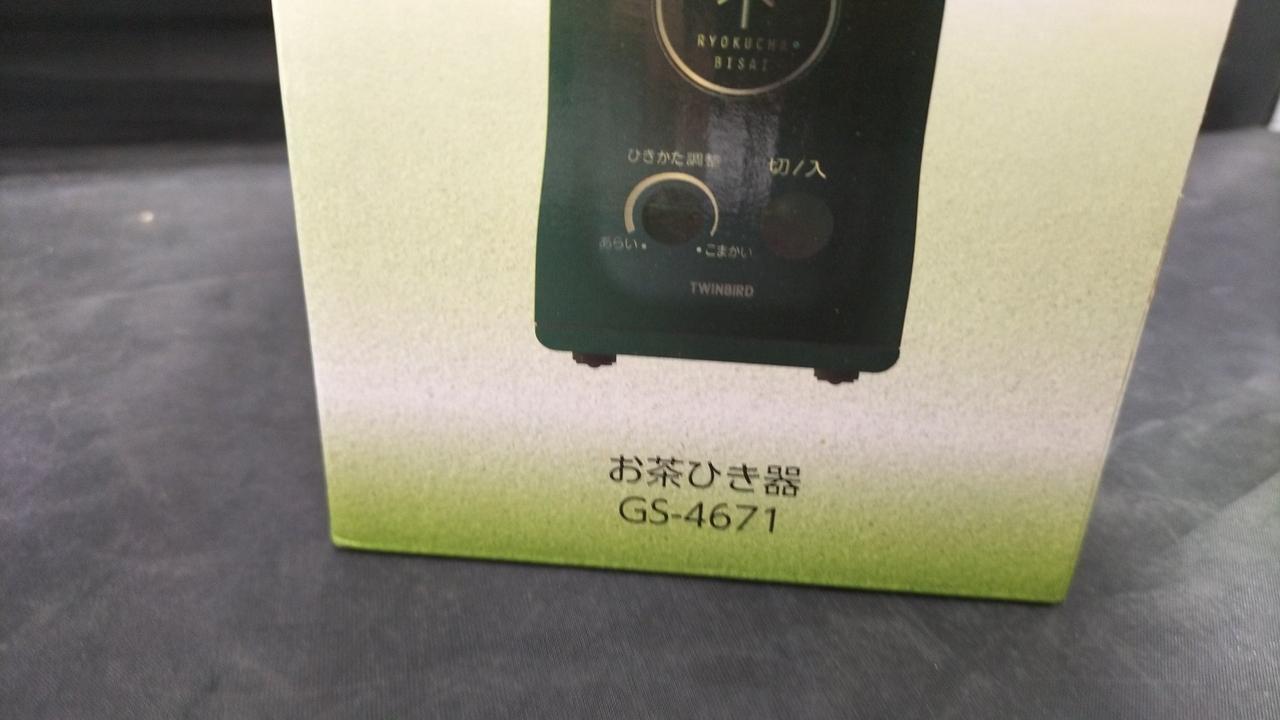 RYOKUCHA
BISAI
ひきかた調整
切/入
あらい
こまかい
TWINBIRD
お茶ひき器
GS-4671